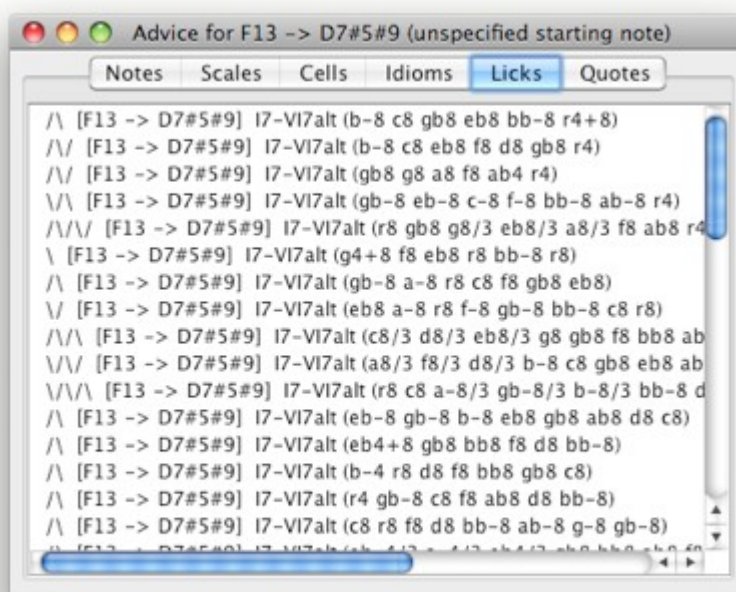 Advice for F13 -> D7#5#9 (unspecified starting note)
Notes Scales Cells Idioms Licks Quotes
/\ [F13 -> D7#5#9] I7-VI7alt (b-8 c8 gb8 eb8 bb-8 r4+8)
/\/ [F13 -> D7#5#9] I7-VI7alt (b-8 c8 eb8 f8 d8 gb8 r4)
/\/ [F13 -> D7#5#9] I7-VI7alt (gb8 g8 a8 f8 ab4 r4)
\/\ [F13 -> D7#5#9] I7-VI7alt (gb-8 eb-8 c-8 f-8 bb-8 ab-8 r4)
/\/\/ [F13 -> D7#5#9] I7-VI7alt (r8 gb8 g8/3 eb8/3 a8/3 f8 ab8 r4
\ [F13 -> D7#5#9] I7-VI7alt (g4+8 f8 eb8 r8 bb-8 r8)
/\ [F13 -> D7#5#9] I7-VI7alt (gb-8 a-8 r8 c8 f8 gb8 eb8)
\/ [F13 -> D7#5#9] I7-VI7alt (eb8 a-8 r8 f-8 gb-8 bb-8 c8 r8)
/\/\ [F13 -> D7#5#9] I7-VI7alt (c8/3 d8/3 eb8/3 g8 gb8 f8 bb8 ab
\/\/ [F13 -> D7#5#9] I7-VI7alt (a8/3 f8/3 d8/3 b-8 c8 gb8 eb8 ab
\/\/\ [F13 -> D7#5#9] I7-VI7alt (r8 c8 a-8/3 gb-8/3 b-8/3 bb-8 d
/\ [F13 -> D7#5#9] I7-VI7alt (eb-8 gb-8 b-8 eb8 gb8 ab8 d8 c8)
/\ [F13 -> D7#5#9] I7-VI7alt (eb4+8 gb8 bb8 f8 d8 bb-8)
/\ [F13 -> D7#5#9] I7-VI7alt (b-4 r8 d8 f8 bb8 gb8 c8)
/\ [F13 -> D7#5#9] I7-VI7alt (r4 gb-8 c8 f8 ab8 d8 bb-8)
/\ [F13 -> D7#5#9] I7-VI7alt (c8 r8 f8 d8 bb-8 ab-8 g-8 gb-8)